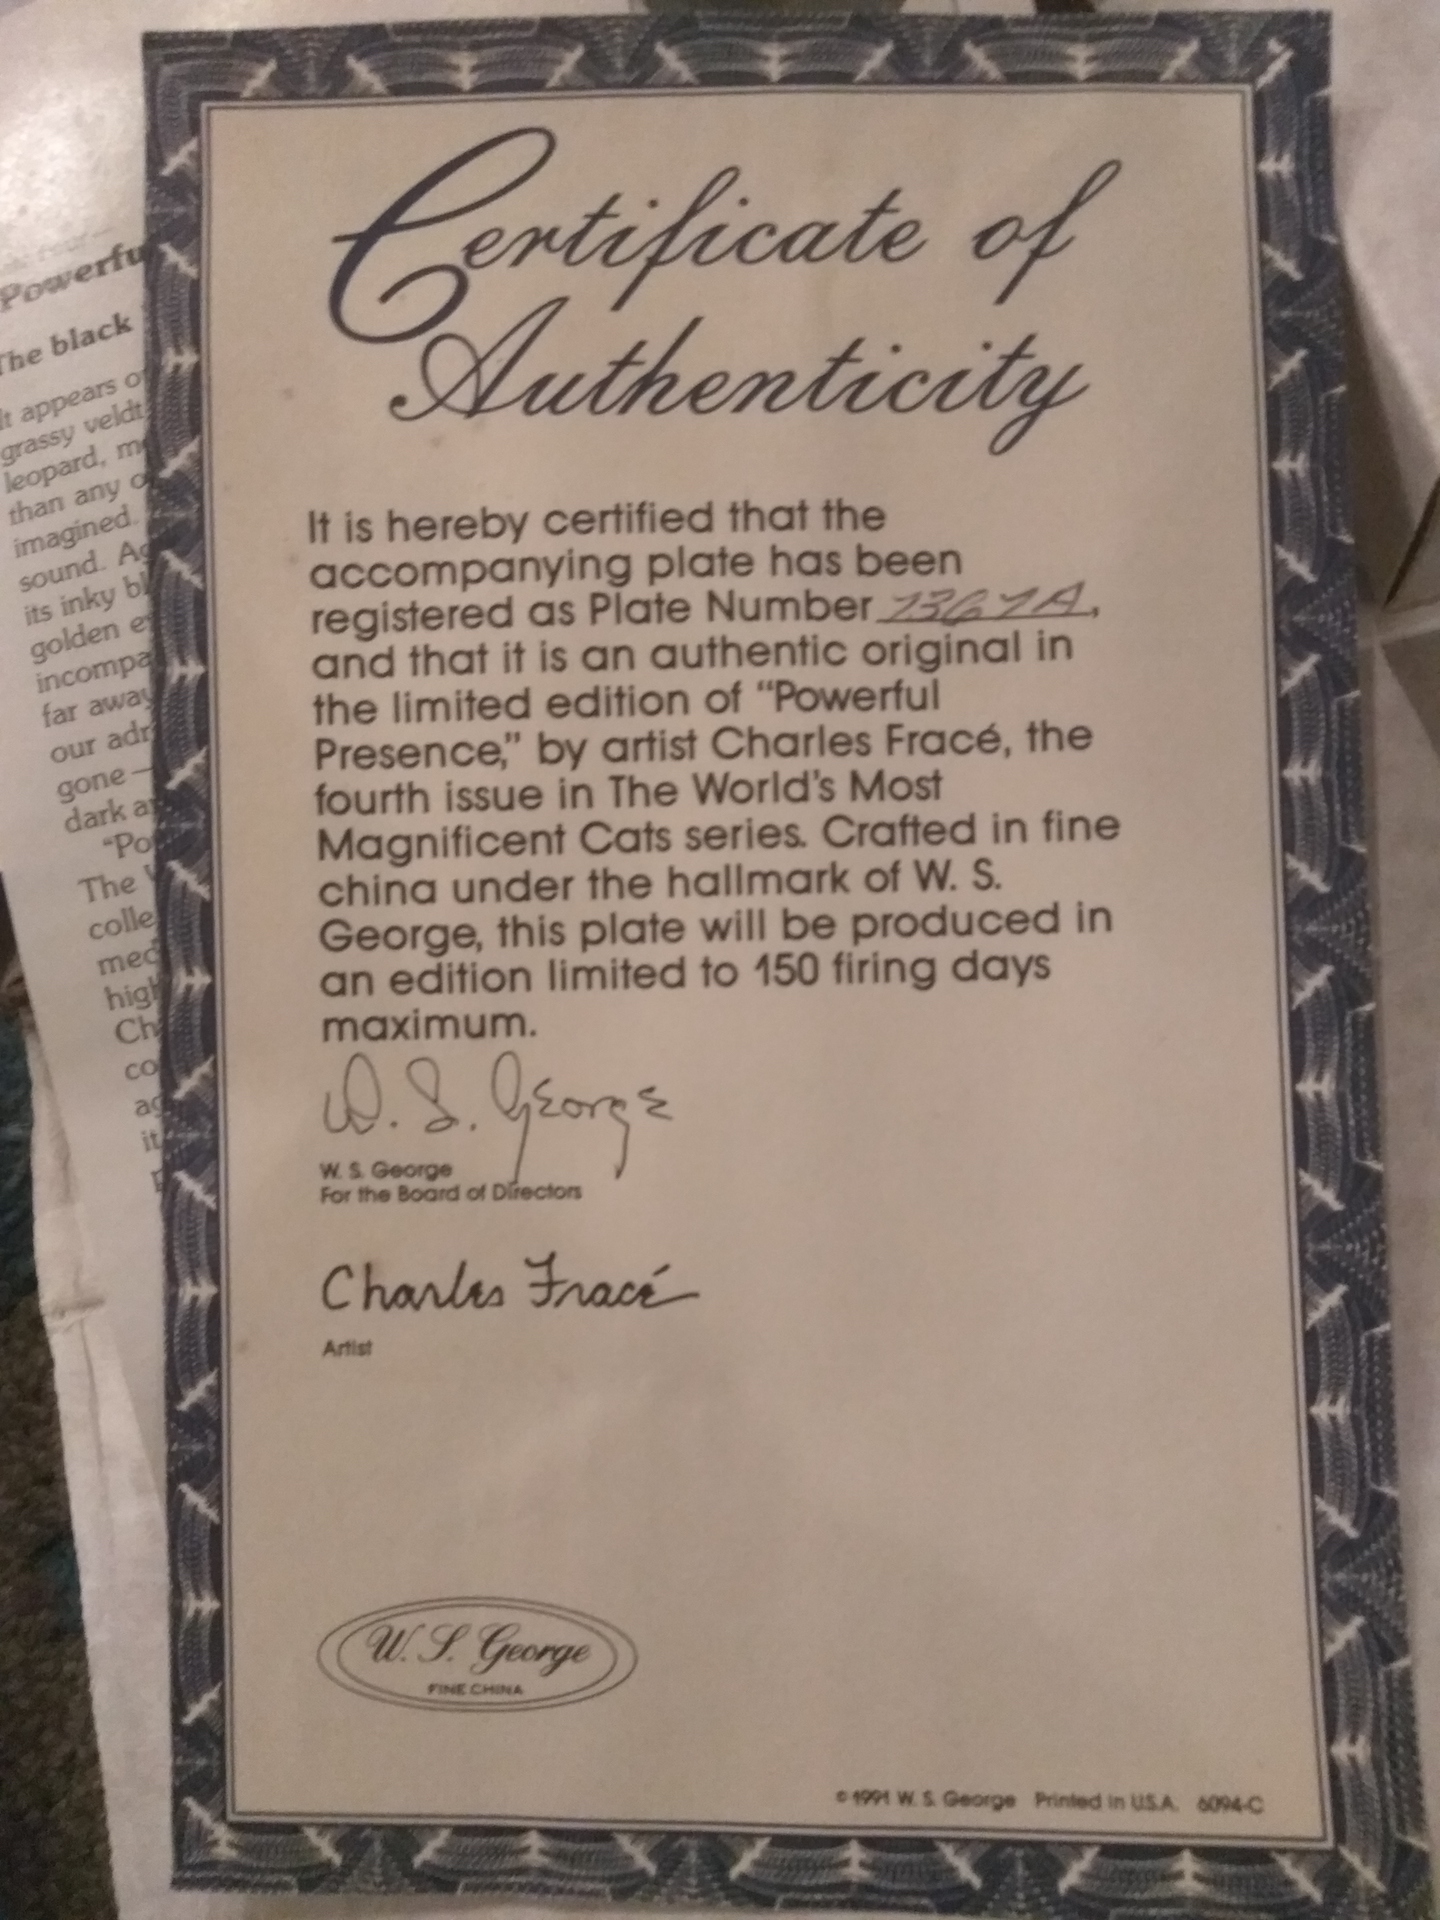 Certificate of
Authenticity
It is hereby certified that the
accompanying plate has been
registered as Plate Number 7367A,
and that it is an authentic original in
the limited edition of “Powerful
Presence,” by artist Charles Fracé, the
fourth issue in The World's Most
Magnificent Cats series. Crafted in fine
china under the hallmark of W. S.
George, this plate will be produced in
an edition limited to 150 firing days
maximum.
W. S. George
W. S. George
For the Board of Directors
Charles Fracé
Artist
W. S. George
FINE CHINA
© 1991 W. S. George Printed in U.S.A. 6094-C
Powerfu
The black
It appears o
grassy veldt
leopard, m
than any o
imagined.
sound. Ag
its inky bl
golden e
incompa
far away
our adr
gone —
dark a
“Po
The
colle
med
high
Ch
co
ag
it